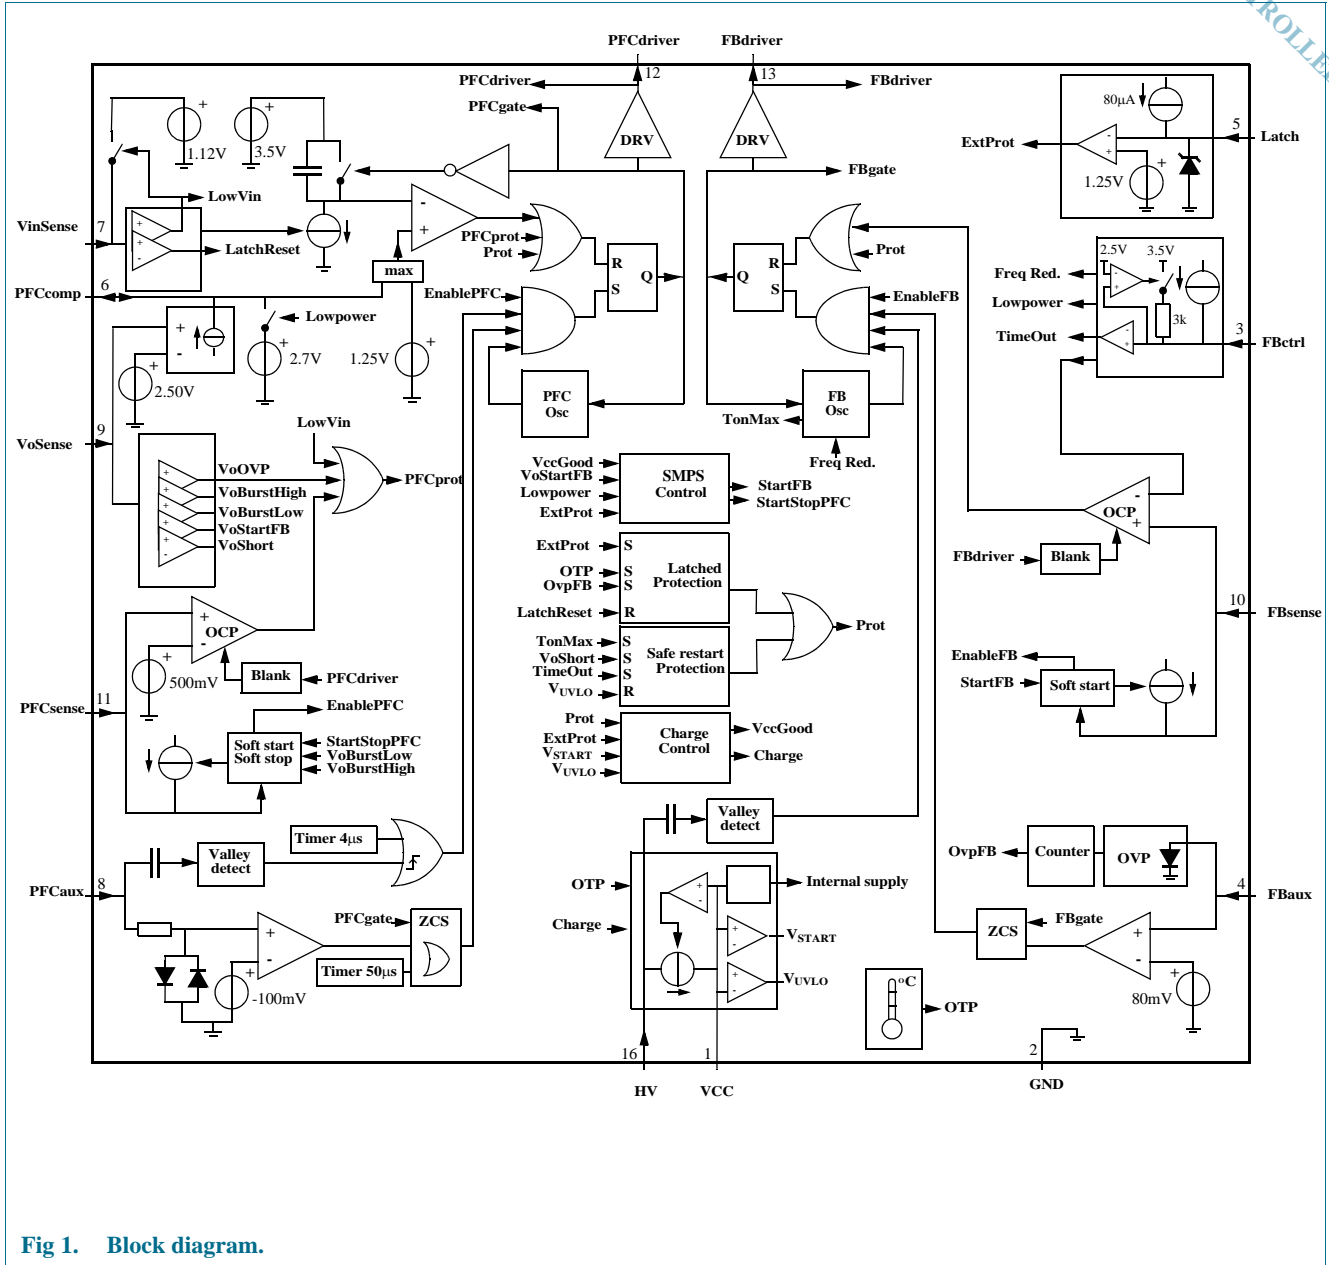 TROLLER
PFCdriver FBdriver
12 13
PFCdriver FBdriver
PFCgate
DRV DRV
FBgate
1.12V 3.5V
LowVin
VinSense 7
LatchReset
PFCprot
Prot
Prot
80µA
5 Latch
ExtProt
1.25V
- +
R Q
S
Q R
S
max
PFCcomp 6
EnablePFC
EnableFB
Lowpower
2.7V 1.25V
2.50V
2.5V 3.5V
Freq Red.
Lowpower
3k
TimeOut
3 FBctrl
PFC
Osc
FB
Osc
TonMax
Freq Red.
9
VoSense
LowVin
VoOVP
VoBurstHigh
VoBurstLow
VoStartFB
VoShort
PFCprot
VccGood
VoStartFB
Lowpower
ExtProt
SMPS
Control
StartFB
StartStopPFC
OCP
FBdriver Blank
ExtProt S
OTP S
OvpFB S
LatchReset R
Latched
Protection
Prot
TonMax S
VoShort S
TimeOut S
VUVLO R
Safe restart
Protection
10 FBsense
EnableFB
StartFB Soft start
OCP
500mV
Blank PFCdriver
11
PFCsense
EnablePFC
Soft start
Soft stop
StartStopPFC
VoBurstLow
VoBurstHigh
Prot
ExtProt
VSTART
VUVLO
Charge
Control
VccGood
Charge
Timer 4µs
Valley
detect
Valley
detect
8
PFCaux
OvpFB Counter OVP
4 FBaux
OTP
Charge
Internal supply
VSTART
VUVLO
PFCgate ZCS
Timer 50µs
-100mV
FBgate
ZCS
80mV
°C
OTP
16 1 2
HV VCC GND
Fig 1. Block diagram.